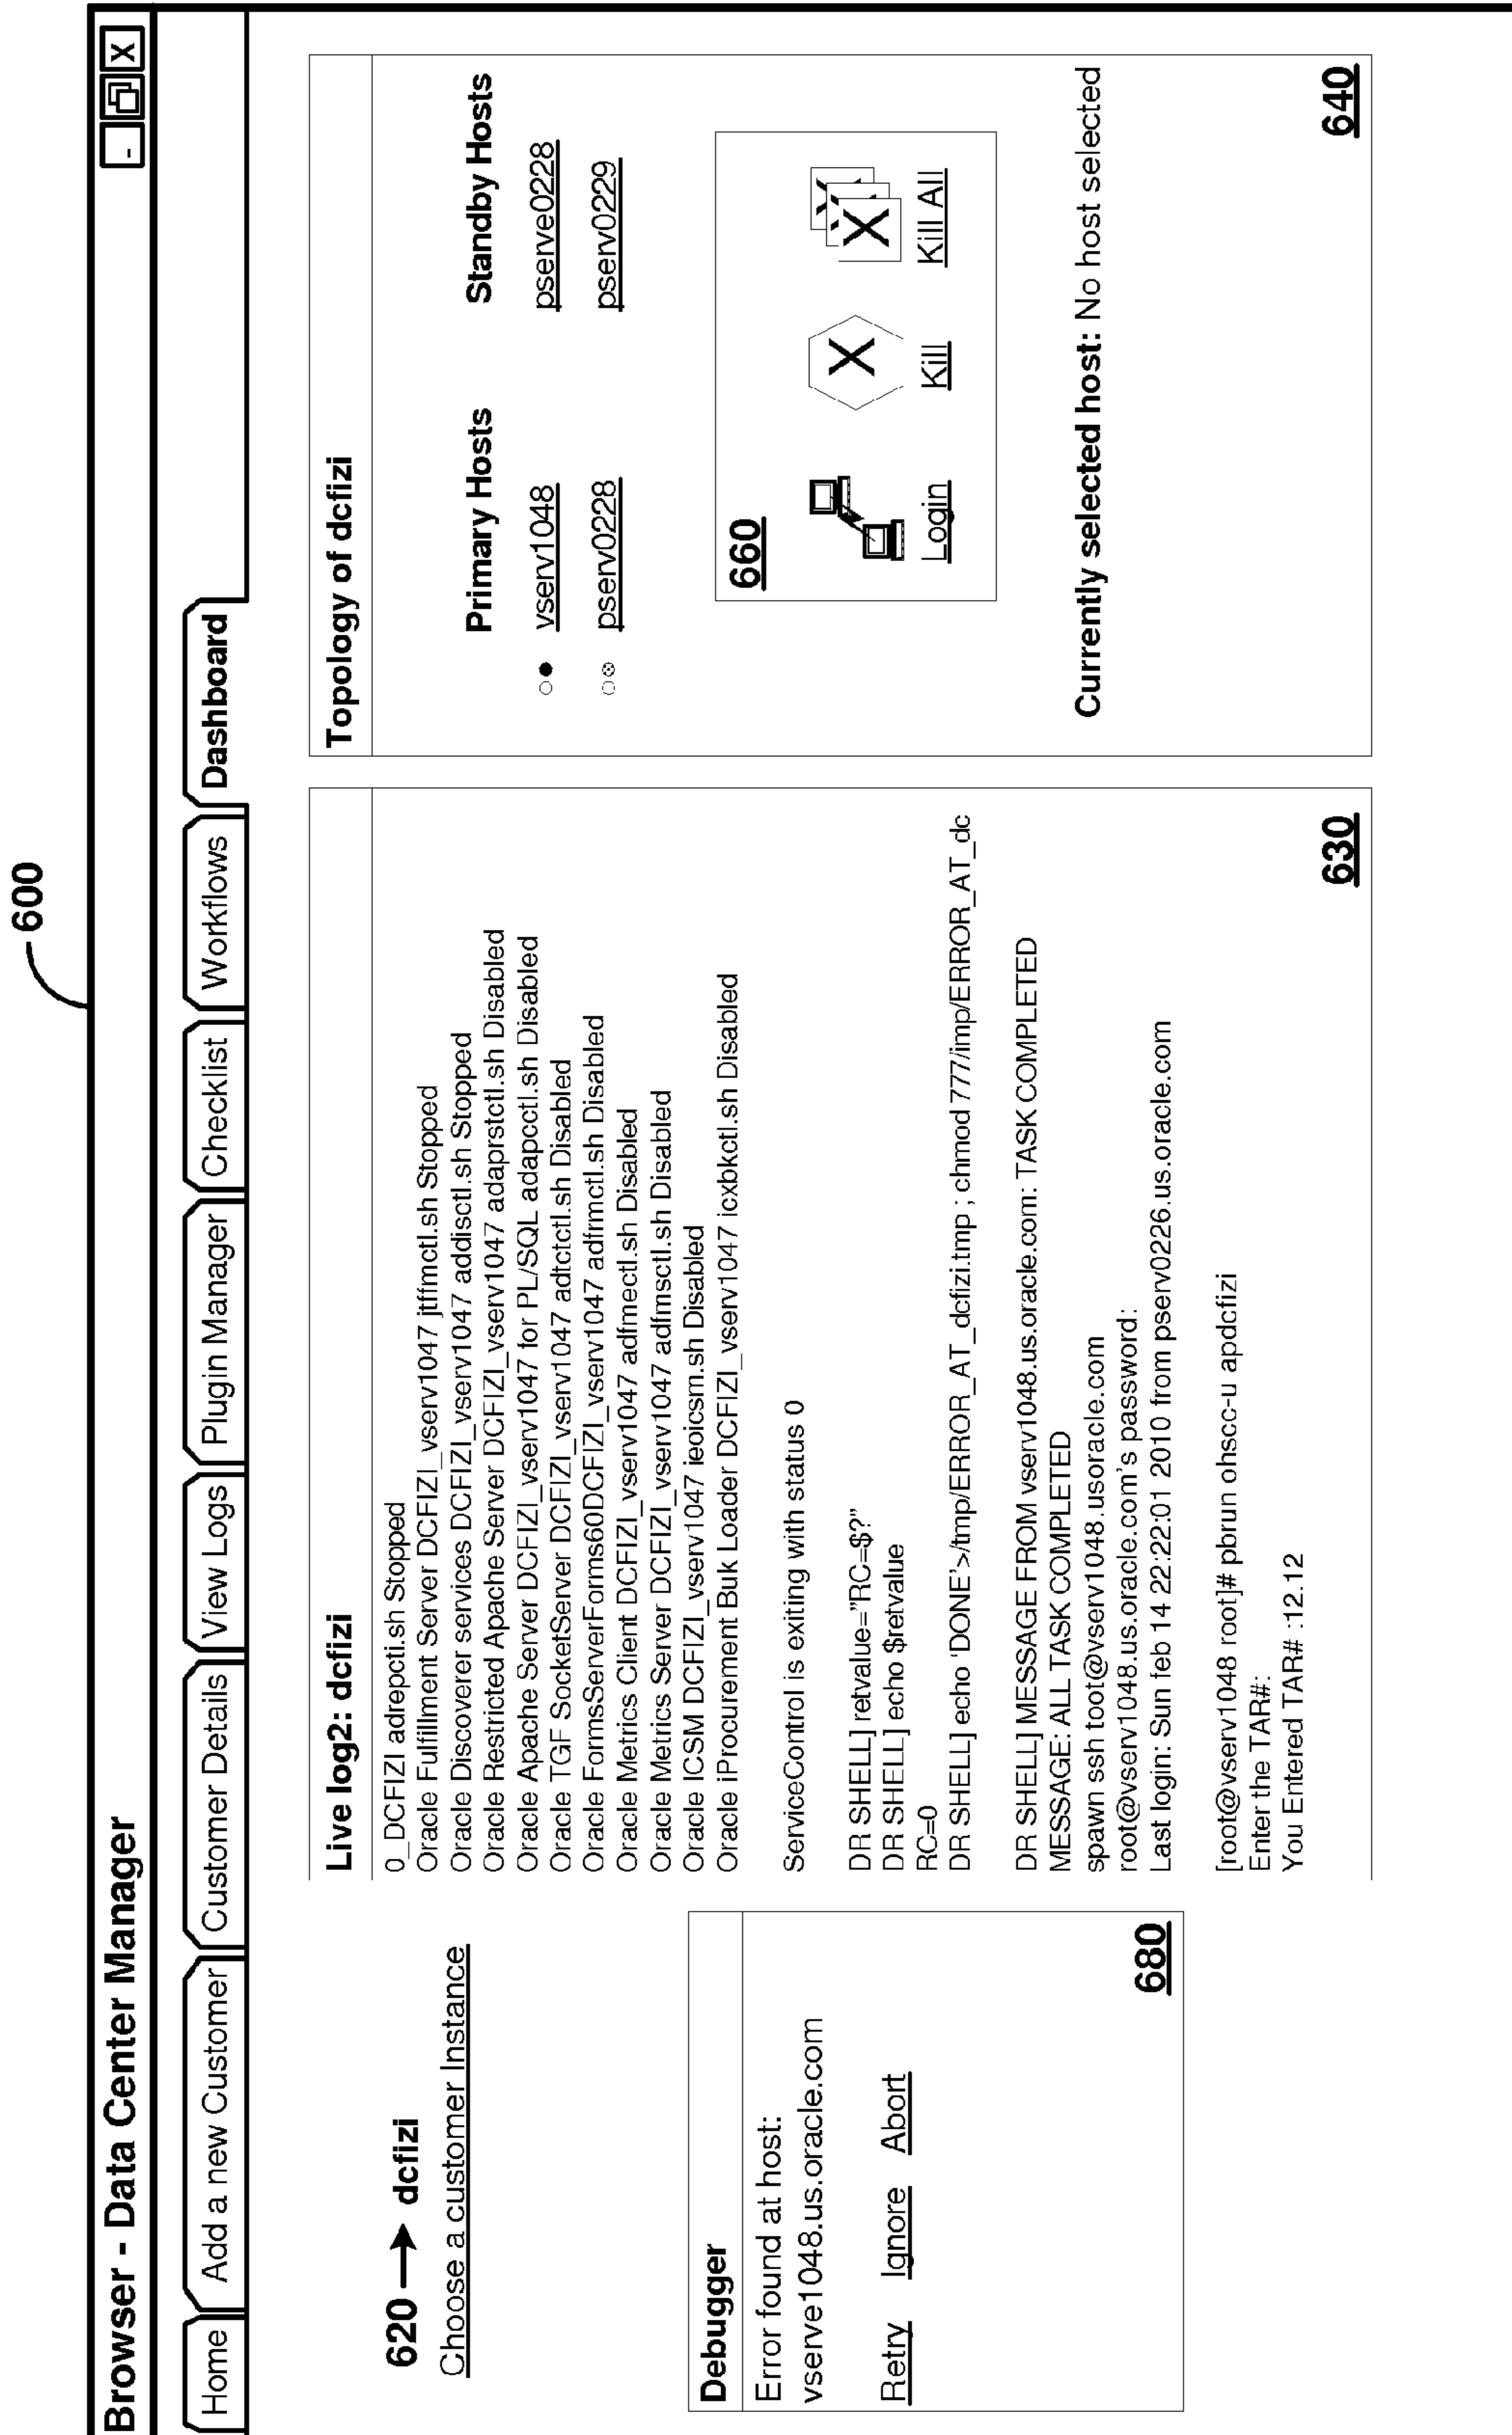 600
Browser - Data Center Manager
- X
Home Add a new Customer Customer Details View Logs Plugin Manager Checklist Workflows Dashboard
620 dcfizi
Choose a customer Instance
Debugger
Error found at host:
vserve1048.us.oracle.com
Retry Ignore Abort
680
Live log2: dcfizi
0_DCFIZI adrepcti.sh Stopped
Oracle Fulfillment Server DCFIZI_vserv1047 jtffmctl.sh Stopped
Oracle Discoverer services DCFIZI_vserv1047 addisctl.sh Stopped
Oracle Restricted Apache Server DCFIZI_vserv1047 adaprstctl.sh Disabled
Oracle Apache Server DCFIZI_vserv1047 for PL/SQL adapcctl.sh Disabled
Oracle TGF SocketServer DCFIZI_vserv1047 adtctctl.sh Disabled
Oracle FormsServerForms60DCFIZI_vserv1047 adfrmctl.sh Disabled
Oracle Metrics Client DCFIZI_vserv1047 adfmectl.sh Disabled
Oracle Metrics Server DCFIZI_vserv1047 adfmsctl.sh Disabled
Oracle ICSM DCFIZI_vserv1047 ieoicsm.sh Disabled
Oracle iProcurement Buk Loader DCFIZI_vserv1047 icxbkctl.sh Disabled
ServiceControl is exiting with status 0
DR SHELL] retvalue="RC=$?"
DR SHELL] echo $retvalue
RC=0
DR SHELL] echo 'DONE'>/tmp/ERROR_AT_dcfizi.tmp ; chmod 777/imp/ERROR_AT_dc
DR SHELL] MESSAGE FROM vserv1048.us.oracle.com: TASK COMPLETED
MESSAGE: ALL TASK COMPLETED
spawn ssh toot@vserv1048.usoracle.com
root@vserv1048.us.oracle.com's password:
Last login: Sun feb 14 22:22:01 2010 from pserv0226.us.oracle.com
[root@vserv1048 root]# pbrun ohscc-u apdcfizi
Enter the TAR#:
You Entered TAR# :12.12
630
Topology of dcfizi
Primary Hosts Standby Hosts
vserv1048 pserve0228
pserv0228 pserv0229
660
X X
Login Kill Kill All
Currently selected host: No host selected
640